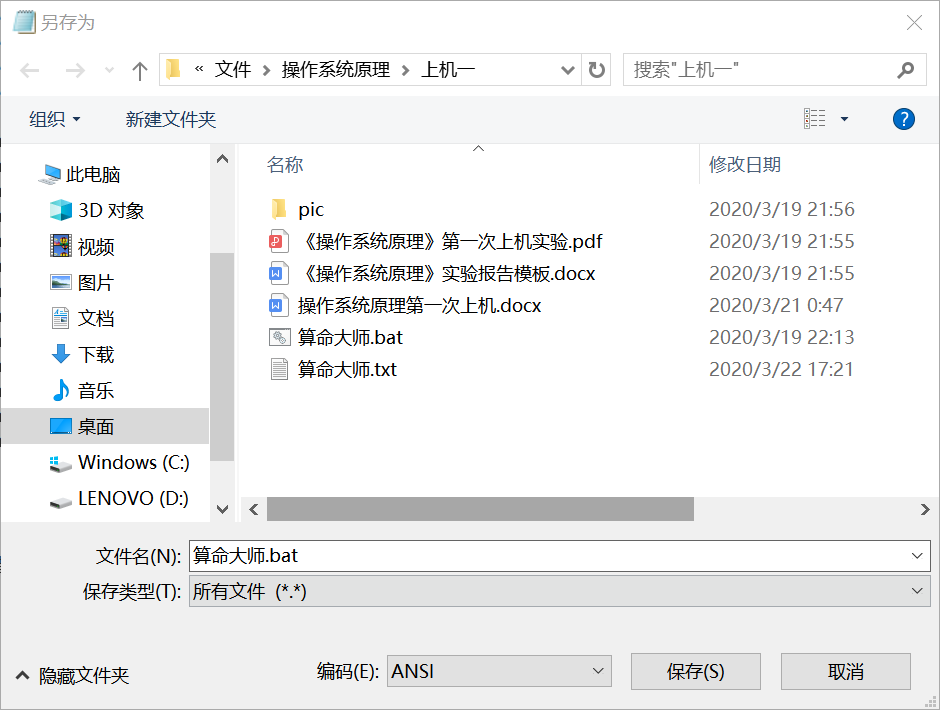 另存为
« 文件 › 操作系统原理 › 上机一
搜索"上机一"
组织
新建文件夹
此电脑
3D 对象
视频
图片
文档
下载
音乐
桌面
Windows (C:)
LENOVO (D:)
名称 修改日期
pic 2020/3/19 21:56
《操作系统原理》第一次上机实验.pdf 2020/3/19 21:55
《操作系统原理》实验报告模板.docx 2020/3/19 21:55
操作系统原理第一次上机.docx 2020/3/21 0:47
算命大师.bat 2020/3/19 22:13
算命大师.txt 2020/3/22 17:21
文件名(N): 算命大师.bat
保存类型(T): 所有文件 (*.*)
隐藏文件夹
编码(E): ANSI
保存(S)
取消